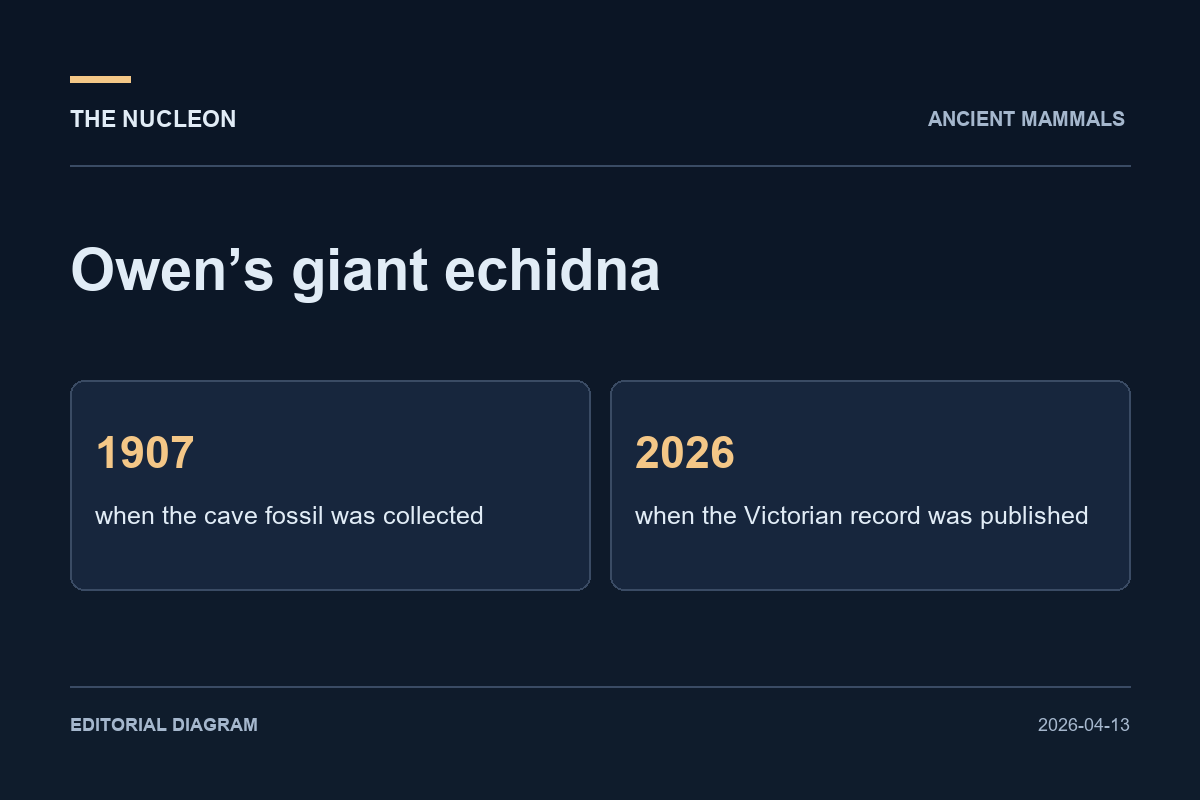 THE NUCLEON
ANCIENT MAMMALS
Owen’s giant echidna
1907
when the cave fossil was collected
2026
when the Victorian record was published
EDITORIAL DIAGRAM
2026-04-13